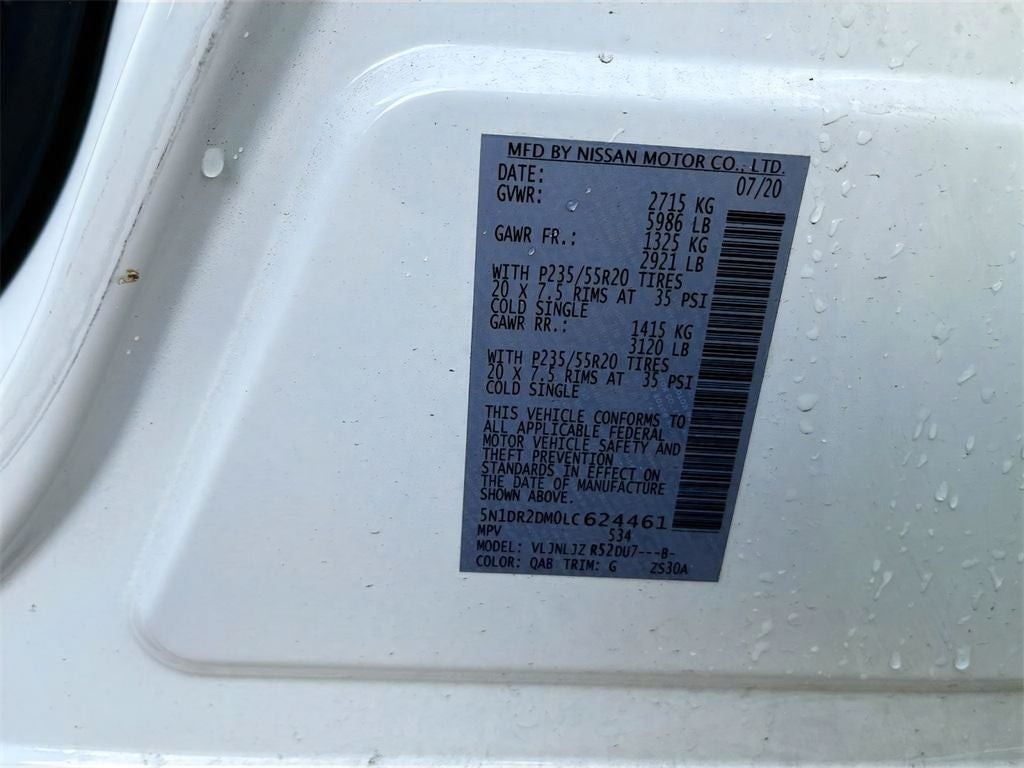 MFD BY NISSAN MOTOR CO., LTD.
DATE: 07/20
GVWR: 2715 KG
5986 LB
GAWR FR.: 1325 KG
2921 LB
WITH P235/55R20 TIRES
20 X 7.5 RIMS AT 35 PSI
COLD SINGLE
GAWR RR.: 1415 KG
3120 LB
WITH P235/55R20 TIRES
20 X 7.5 RIMS AT 35 PSI
COLD SINGLE
THIS VEHICLE CONFORMS TO
ALL APPLICABLE FEDERAL
MOTOR VEHICLE SAFETY AND
THEFT PREVENTION
STANDARDS IN EFFECT ON
THE DATE OF MANUFACTURE
SHOWN ABOVE.
5N1DR2DM0LC624461
MPV 534
MODEL: VLJNLJZ R52DU7---B-
COLOR: QAB TRIM: G ZS30A